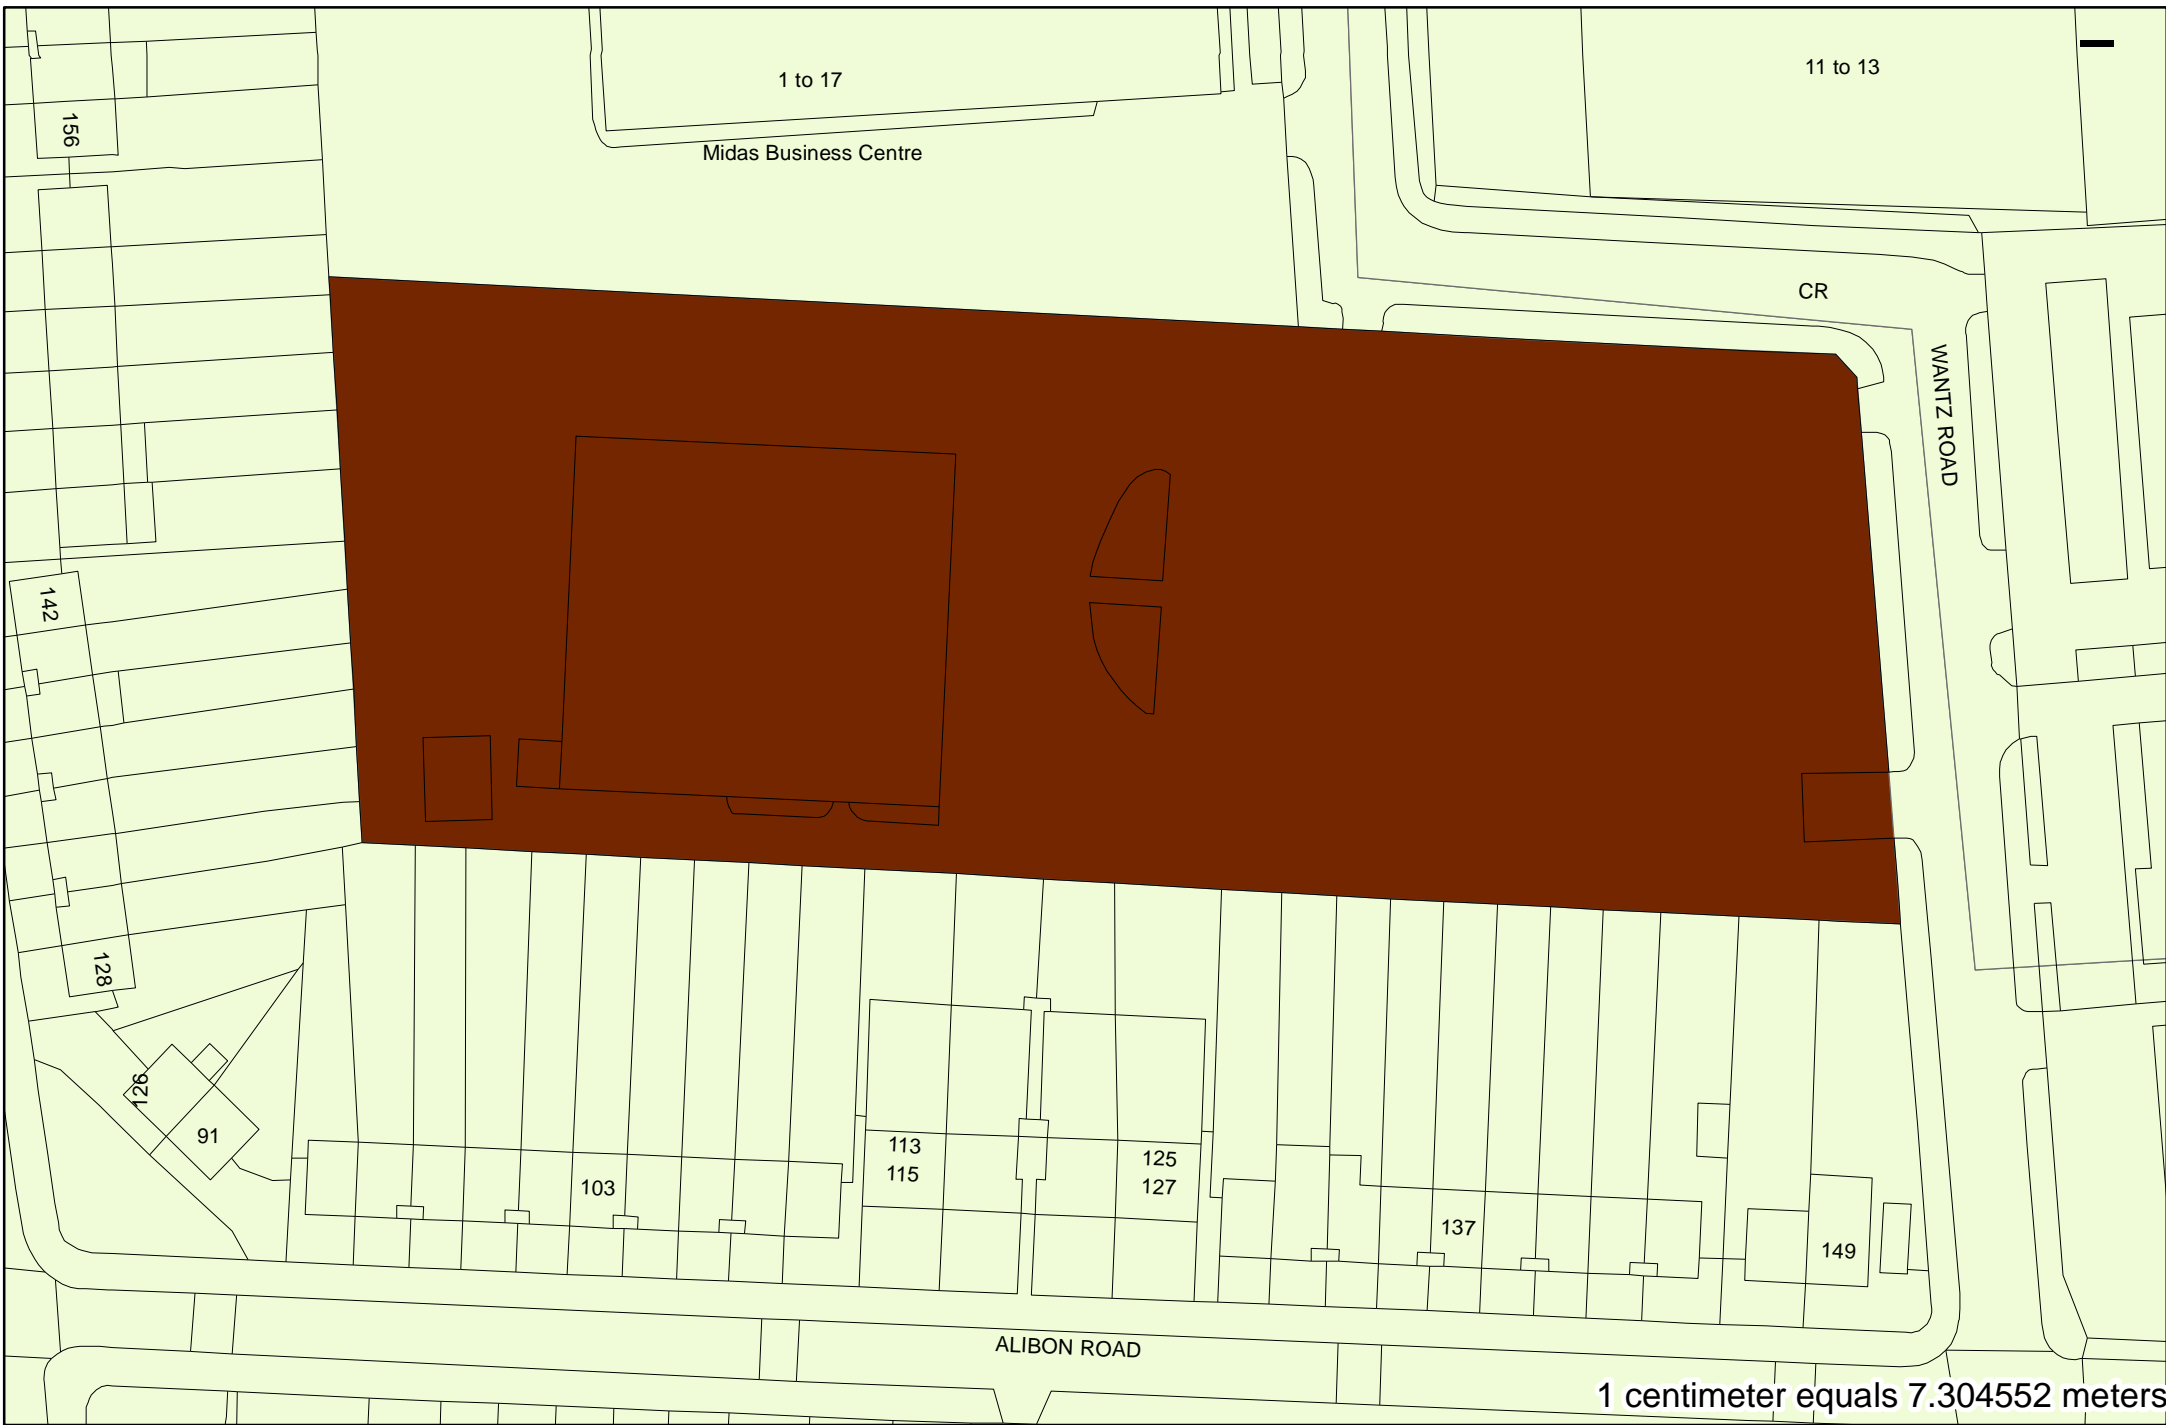 1 to 17
11 to 13
156
Midas Business Centre
CR
WANTZ ROAD
142
128
126
91
103
113
115
125
127
137
149
ALIBON ROAD
1 centimeter equals 7.304552 meters